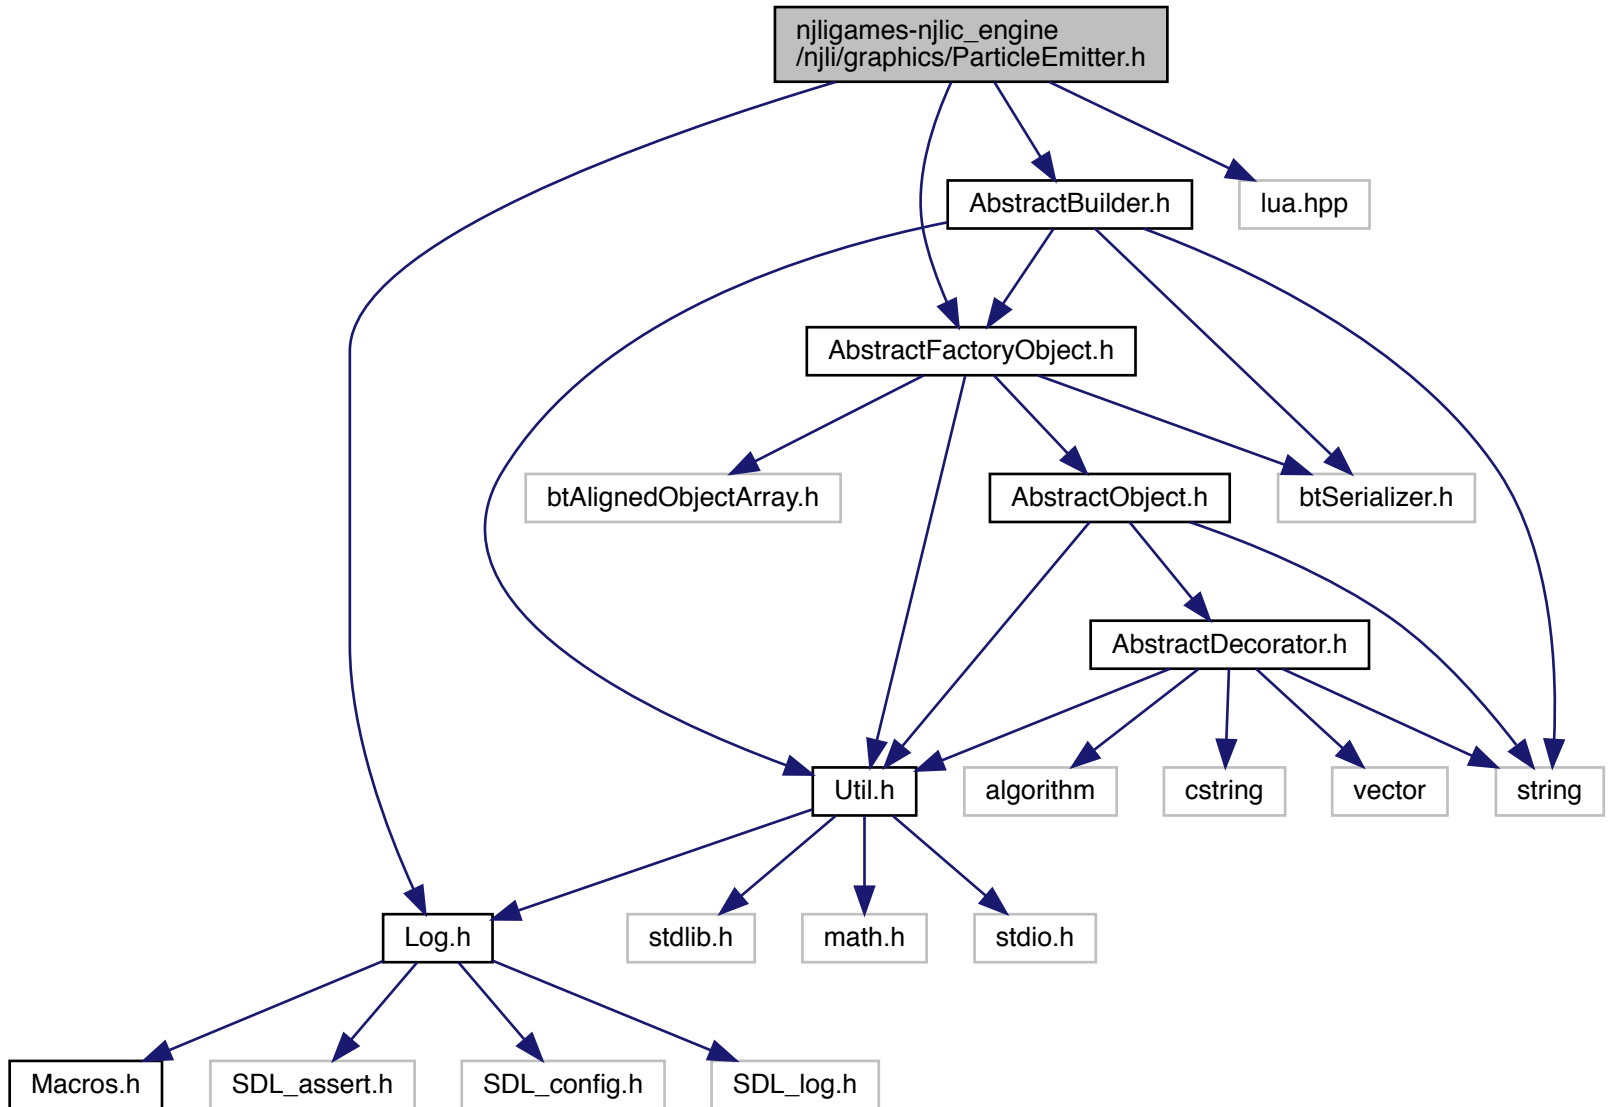 njligames-njlic_engine
/njli/graphics/ParticleEmitter.h
AbstractBuilder.h
lua.hpp
AbstractFactoryObject.h
btAlignedObjectArray.h
AbstractObject.h
btSerializer.h
AbstractDecorator.h
Util.h
algorithm
cstring
vector
string
Log.h
stdlib.h
math.h
stdio.h
Macros.h
SDL_assert.h
SDL_config.h
SDL_log.h